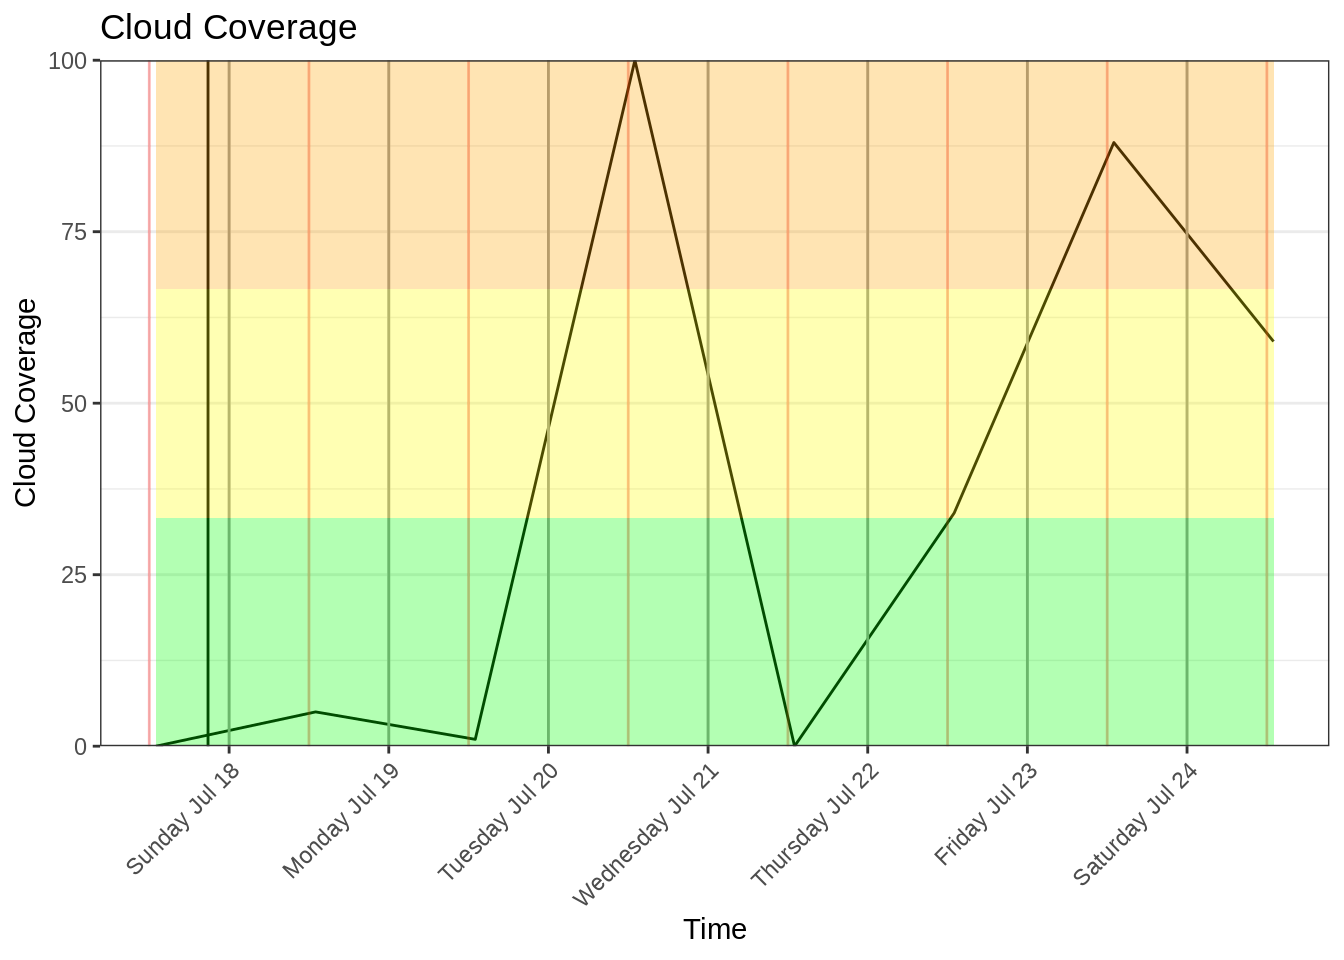 Cloud Coverage
100
75
50
25
0
Cloud Coverage
Sunday Jul 18
Monday Jul 19
Tuesday Jul 20
Wednesday Jul 21
Thursday Jul 22
Friday Jul 23
Saturday Jul 24
Time